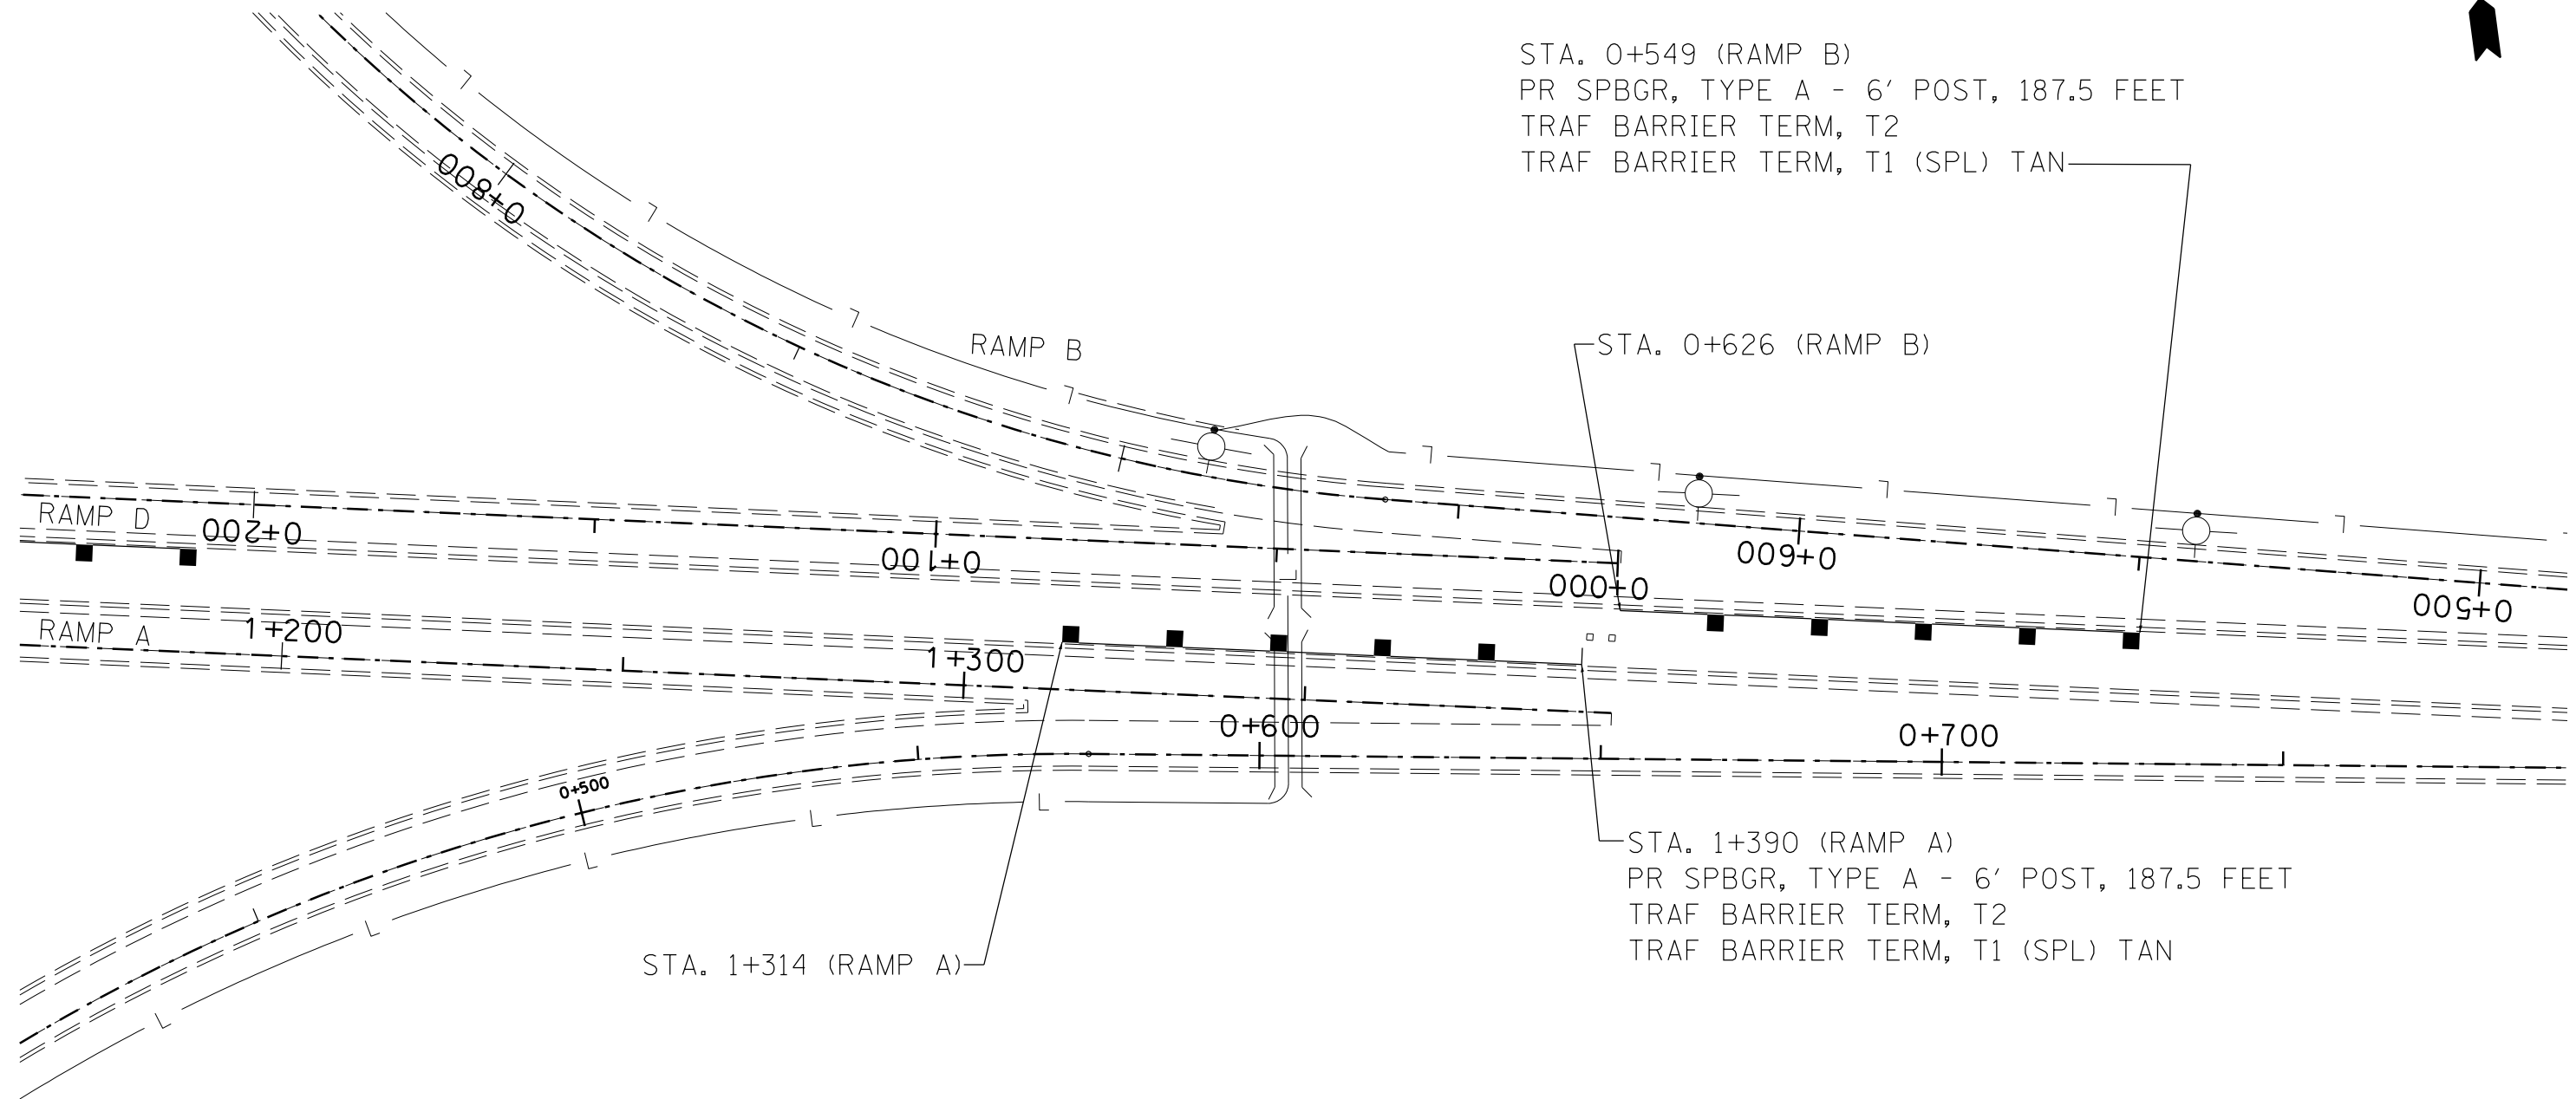 STA. 0+549 (RAMP B)
PR SPBGR, TYPE A - 6' POST, 187.5 FEET
TRAF BARRIER TERM, T2
TRAF BARRIER TERM, T1 (SPL) TAN
0+800
RAMP B
STA. 0+626 (RAMP B)
RAMP D
0+200
0+100
0+000
0+600
0+500
RAMP A
1+200
1+300
0+600
0+700
0+500
STA. 1+390 (RAMP A)
PR SPBGR, TYPE A - 6' POST, 187.5 FEET
TRAF BARRIER TERM, T2
TRAF BARRIER TERM, T1 (SPL) TAN
STA. 1+314 (RAMP A)